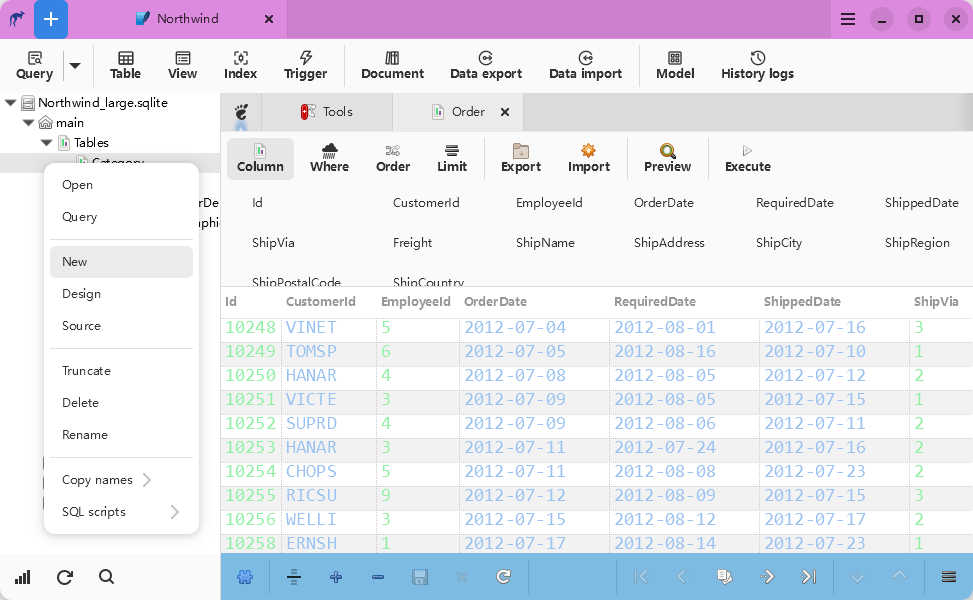 Northwind
Query
Table
View
Index
Trigger
Document
Data export
Data import
Model
History logs
Northwind_large.sqlite
main
Tables
Category
Open
Query
New
Design
Source
Truncate
Delete
Rename
Copy names
SQL scripts
Tools
Order
Column
Where
Order
Limit
Export
Import
Preview
Execute
Id CustomerId EmployeeId OrderDate RequiredDate ShippedDate
ShipVia Freight ShipName ShipAddress ShipCity ShipRegion
ShipPostalCode ShipCountry
Id CustomerId EmployeeId OrderDate RequiredDate ShippedDate ShipVia
10248 VINET 5 2012-07-04 2012-08-01 2012-07-16 3
10249 TOMSP 6 2012-07-05 2012-08-16 2012-07-10 1
10250 HANAR 4 2012-07-08 2012-08-05 2012-07-12 2
10251 VICTE 3 2012-07-09 2012-08-05 2012-07-15 1
10252 SUPRD 4 2012-07-09 2012-08-06 2012-07-11 2
10253 HANAR 3 2012-07-11 2012-07-24 2012-07-16 2
10254 CHOPS 5 2012-07-11 2012-08-08 2012-07-23 2
10255 RICSU 9 2012-07-12 2012-08-09 2012-07-15 3
10256 WELLI 3 2012-07-15 2012-08-12 2012-07-17 2
10258 ERNSH 1 2012-07-17 2012-08-14 2012-07-23 1